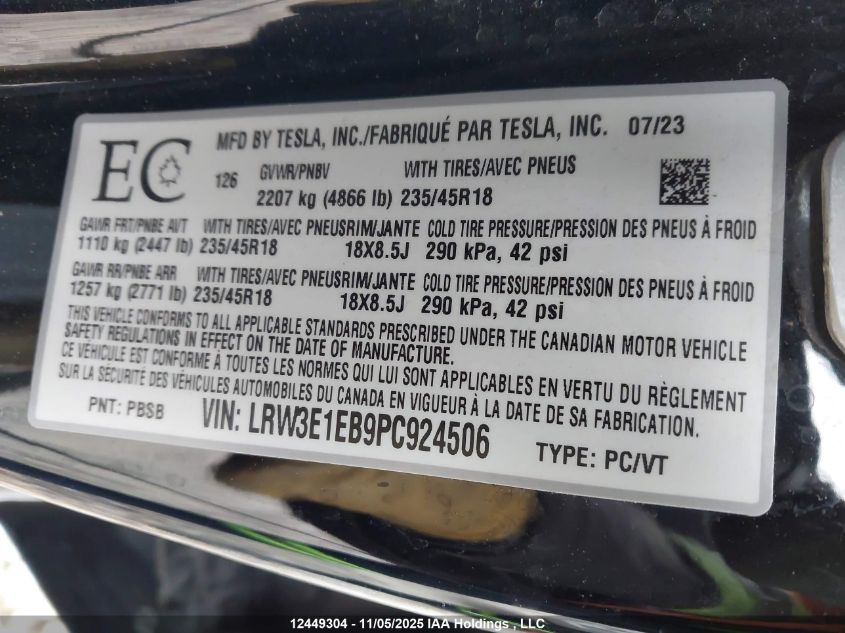 MFD BY TESLA, INC./FABRIQUÉ PAR TESLA, INC. 07/23
EC
126
GVWR/PNBV WITH TIRES/AVEC PNEUS
2207 kg (4866 lb) 235/45R18
GAWR FRT/PNBE AVT WITH TIRES/AVEC PNEUS RIM/JANTE COLD TIRE PRESSURE/PRESSION DES PNEUS À FROID
1110 kg (2447 lb) 235/45R18 18X8.5J 290 kPa, 42 psi
GAWR RR/PNBE ARR WITH TIRES/AVEC PNEUS RIM/JANTE COLD TIRE PRESSURE/PRESSION DES PNEUS À FROID
1257 kg (2771 lb) 235/45R18 18X8.5J 290 kPa, 42 psi
THIS VEHICLE CONFORMS TO ALL APPLICABLE STANDARDS PRESCRIBED UNDER THE CANADIAN MOTOR VEHICLE
SAFETY REGULATIONS IN EFFECT ON THE DATE OF MANUFACTURE.
CE VÉHICULE EST CONFORME À TOUTES LES NORMES QUI LUI SONT APPLICABLES EN VERTU DU RÈGLEMENT
SUR LA SÉCURITÉ DES VÉHICULES AUTOMOBILES DU CANADA EN VIGUEUR À LA DATE DE SA FABRICATION.
PNT: PBSB VIN: LRW3E1EB9PC924506 TYPE: PC/VT
12449304 - 11/05/2025 IAA Holdings , LLC